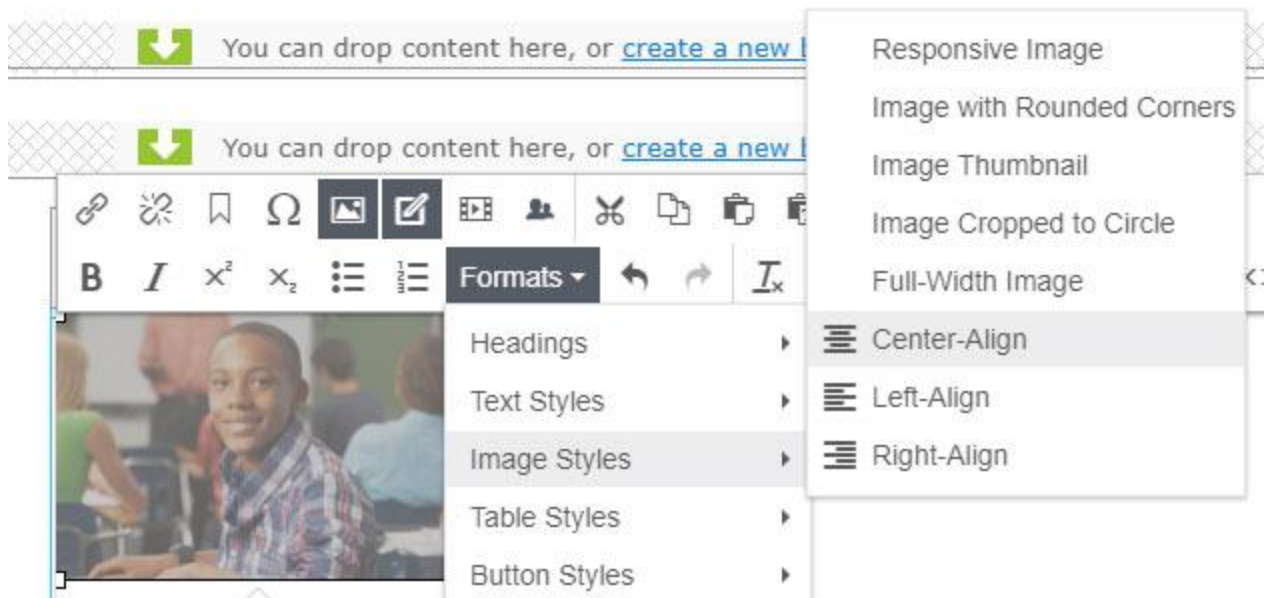 You can drop content here, or create a new
You can drop content here, or create a new
B I x² x₂ Formats
Headings
Text Styles
Image Styles
Table Styles
Button Styles
Responsive Image
Image with Rounded Corners
Image Thumbnail
Image Cropped to Circle
Full-Width Image
Center-Align
Left-Align
Right-Align